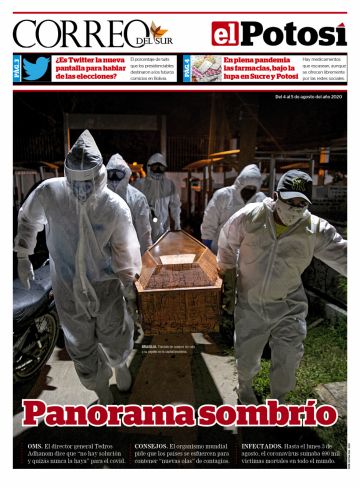 CORREO
DEL SUR
el Potosí
PÁG.3
¿Es Twitter la nueva
pantalla para hablar
de las elecciones?
El porcentaje de tuits
que los presidenciables
destinaron a los futuros
comicios en Bolivia.
PÁG.4
En plena pandemia
las farmacias, bajo la
lupa en Sucre y Potosí
Hay medicamentos
que escasean, aunque
se ofrecen libremente
por las redes sociales.
Del 4 al 5 de agosto del año 2020
BRASILIA.
Panorama sombrío
OMS. El director general Tedros
Adhanom dice que “no hay solución
y quizás nunca la haya” para el covid.
CONSEJOS. El organismo mundial
pide que los países se esfuercen para
contener “nuevas olas” de contagios.
INFECTADOS. Hasta el lunes 3 de
agosto, el coronavirus sumaba 690 mil
víctimas mortales en todo el mundo.